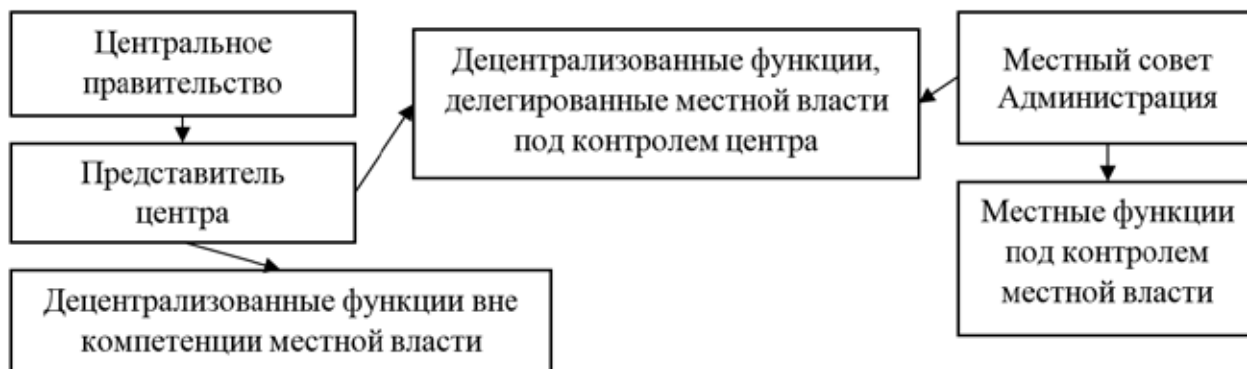 Центральное
правительство
Представитель
центра
Децентрализованные функции вне
компетенции местной власти
Децентрализованные функции,
делегированные местной власти
под контролем центра
Местный совет
Администрация
Местные функции
под контролем
местной власти